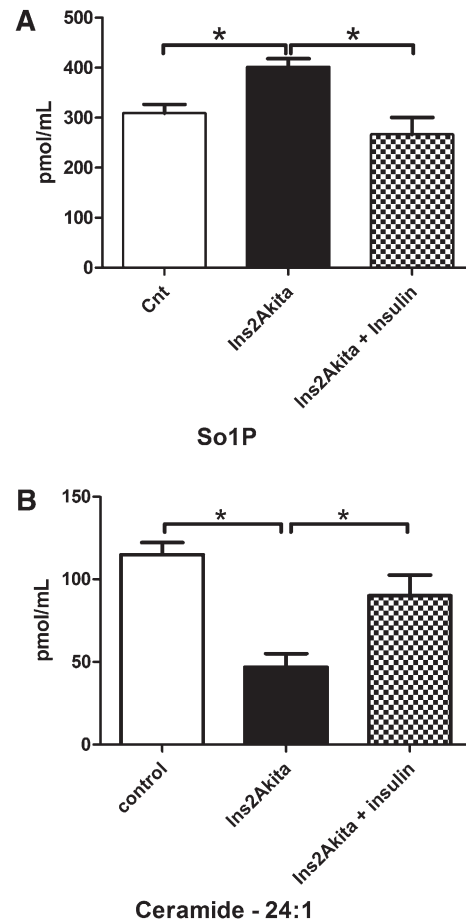 A
500
400
300
200
100
0
pmol/mL
* *
Cnt
Ins2Akita
Ins2Akita + Insulin
So1P
B
150
100
50
0
pmol/mL
* *
control
Ins2Akita
Ins2Akita + insulin
Ceramide - 24:1